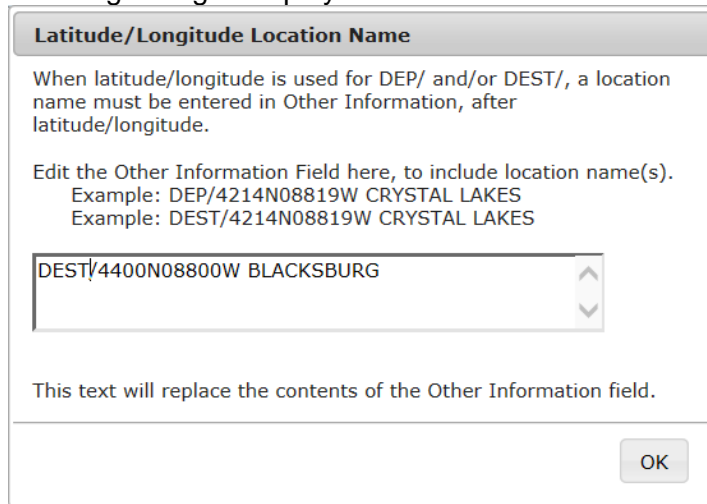 Latitude/Longitude Location Name
When latitude/longitude is used for DEP/ and/or DEST/, a location
name must be entered in Other Information, after
latitude/longitude.
Edit the Other Information Field here, to include location name(s).
Example: DEP/4214N08819W CRYSTAL LAKES
Example: DEST/4214N08819W CRYSTAL LAKES
DEST/4400N08800W BLACKSBURG
This text will replace the contents of the Other Information field.
OK